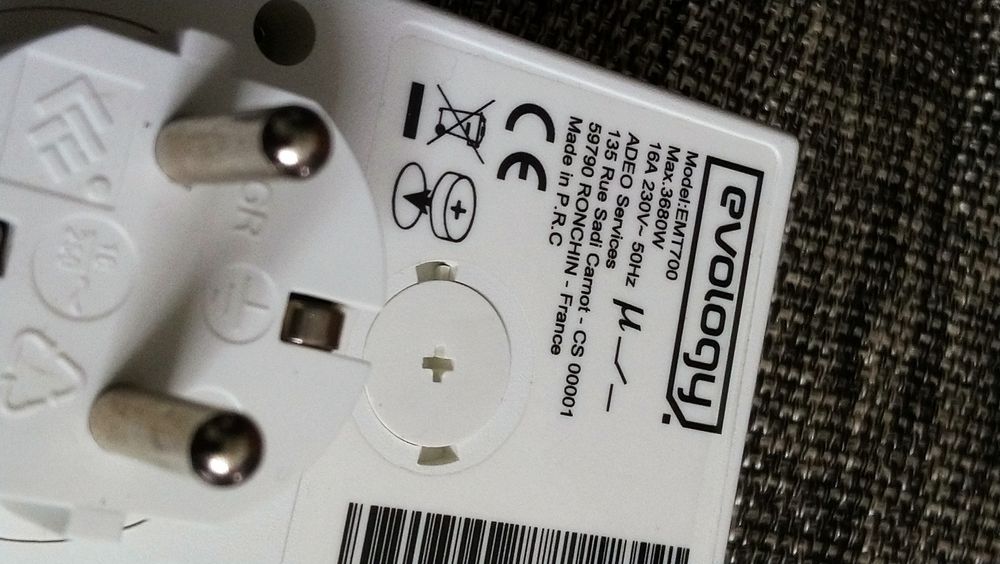 evology
Model:EMT700
Max.3680W
16A 230V~ 50Hz μ
ADEO Services
135 Rue Sadi Carnot - CS 00001
59790 RONCHIN - France
Made in P.R.C
CE
+